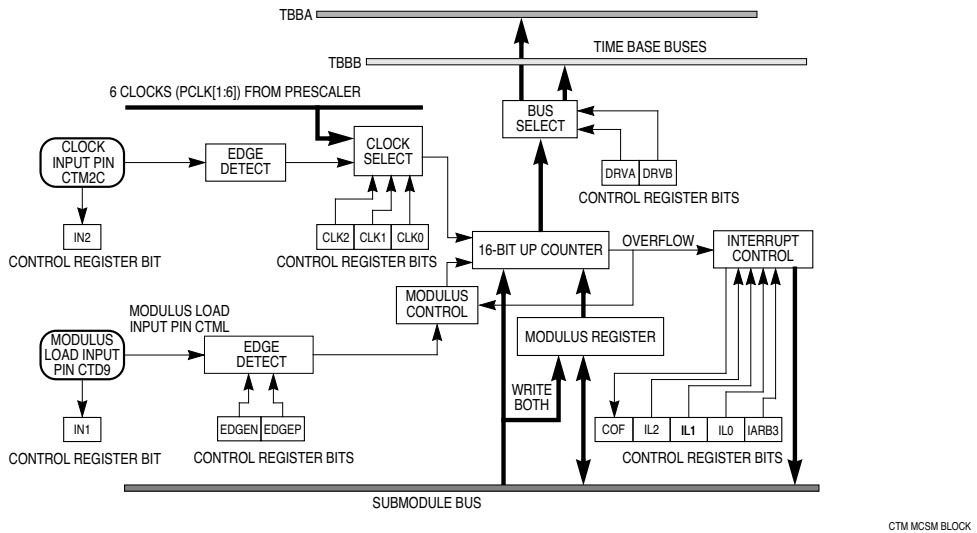 TBBA
TIME BASE BUSES
TBBB
6 CLOCKS (PCLK[1:6]) FROM PRESCALER
BUS
SELECT
CLOCK
INPUT PIN
CTM2C
EDGE
DETECT
CLOCK
SELECT
DRVA DRVB
CONTROL REGISTER BITS
IN2
CLK2 CLK1 CLK0
CONTROL REGISTER BIT
CONTROL REGISTER BITS
16-BIT UP COUNTER
OVERFLOW
INTERRUPT
CONTROL
MODULUS
CONTROL
MODULUS LOAD
INPUT PIN CTML
MODULUS REGISTER
MODULUS
LOAD INPUT
PIN CTD9
EDGE
DETECT
WRITE
BOTH
IN1
EDGEN EDGEP
COF IL2 IL1 IL0 IARB3
CONTROL REGISTER BIT
CONTROL REGISTER BITS
CONTROL REGISTER BITS
SUBMODULE BUS
CTM MCSM BLOCK